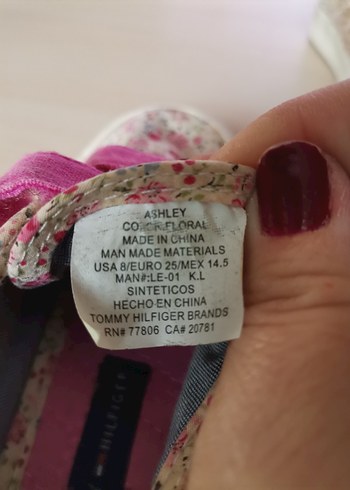 ASHLEY
COLOR:FLORAL
MADE IN CHINA
MAN MADE MATERIALS
USA 8/EURO 25/MEX 14.5
MAN#:LE-01 K.L
SINTETICOS
HECHO EN CHINA
TOMMY HILFIGER BRANDS
RN# 77806 CA# 20781
HILFIGER